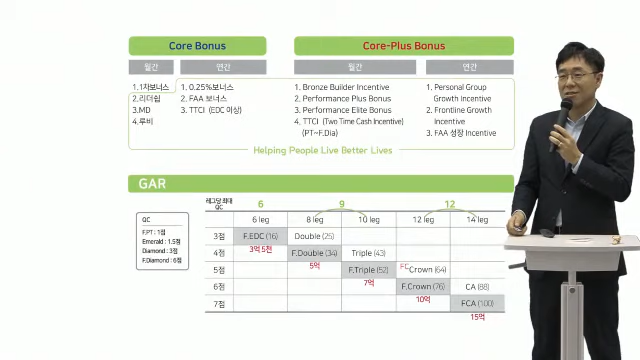 Core Bonus
Core-Plus Bonus
월간
연간
월간
연간
1.1차보너스
2.리더쉽
3.MD
4.루비
1. 0.25%보너스
2. FAA 보너스
3. TTCI (EDC 이상)
1. Bronze Builder Incentive
2. Performance Plus Bonus
3. Performance Elite Bonus
4. TTCI (Two Time Cash Incentive)
(PT~F.Dia)
1. Personal Group
Growth Incentive
2. Frontline Growth
Incentive
3. FAA 성장 Incentive
Helping People Live Better Lives
GAR
레그당 최대
QC
6
9
12
6 leg
8 leg
10 leg
12 leg
14 leg
QC
F.PT : 1점
Emerald : 1.5점
Diamond : 3점
F.Diamond : 6점
3점 F.EDC (16) Double (25)
3억 5천
4점 F.Double (34) Triple (43)
5억
5점 F.Triple (52) FC Crown (64)
7억
6점 F.Crown (76) CA (88)
10억
7점 FCA (100)
15억